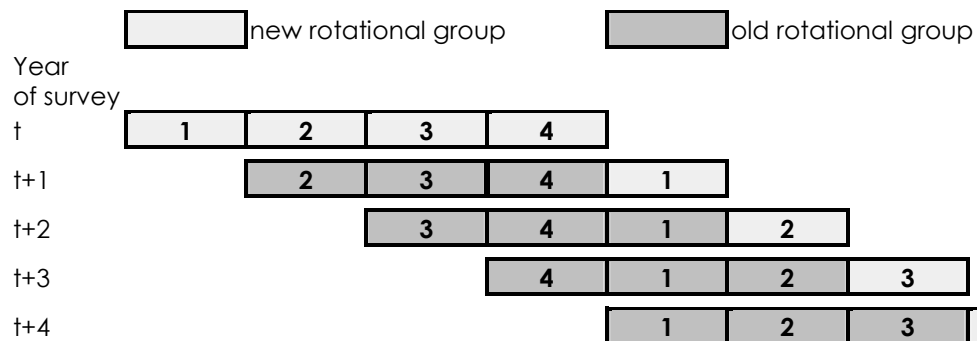 new rotational group old rotational group
Year
of survey
t 1 2 3 4
t+1 2 3 4 1
t+2 3 4 1 2
t+3 4 1 2 3
t+4 1 2 3